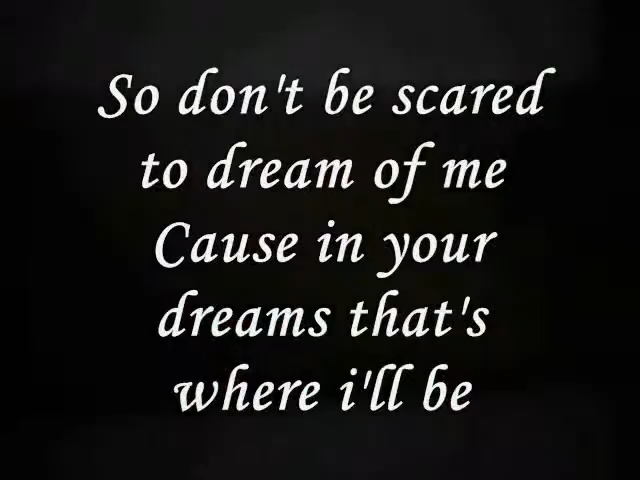 So don't be scared
to dream of me
Cause in your
dreams that's
where i'll be